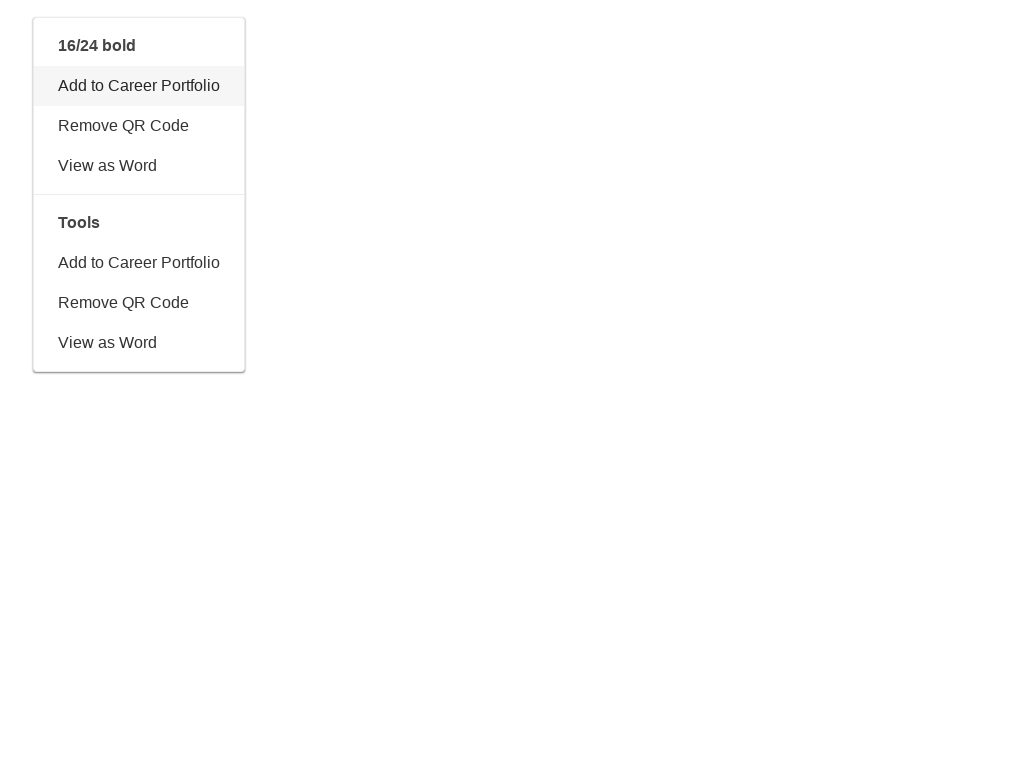 16/24 bold
Add to Career Portfolio
Remove QR Code
View as Word
Tools
Add to Career Portfolio
Remove QR Code
View as Word